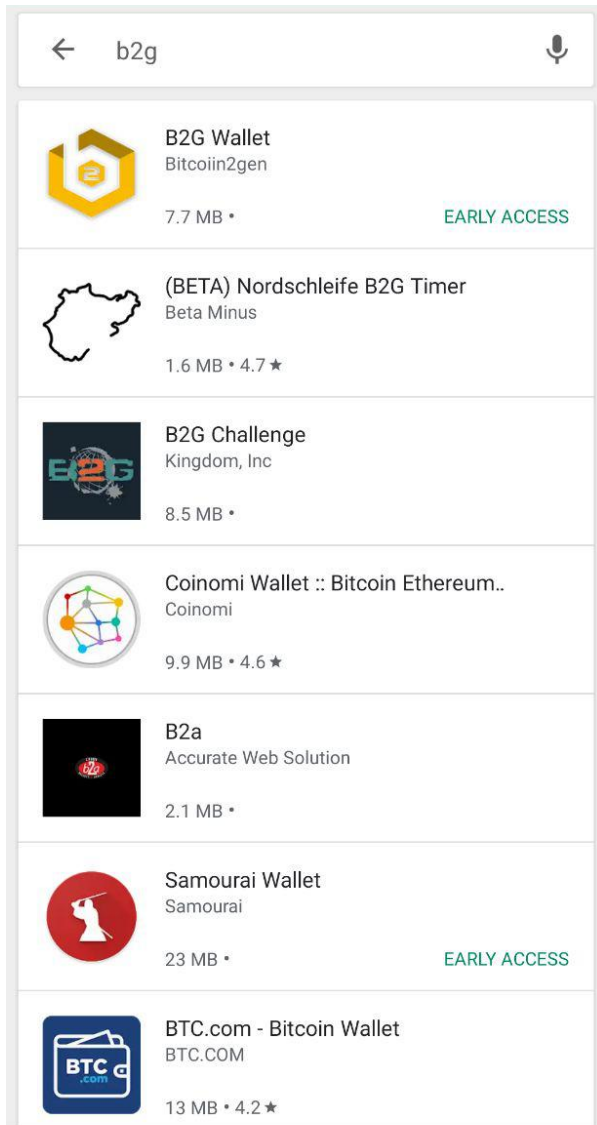 b2g
B2G Wallet
Bitcoiin2gen
7.7 MB •
EARLY ACCESS
(BETA) Nordschleife B2G Timer
Beta Minus
1.6 MB • 4.7 ★
B2G
B2G Challenge
Kingdom, Inc
8.5 MB •
Coinomi Wallet :: Bitcoin Ethereum..
Coinomi
9.9 MB • 4.6 ★
B2a
Accurate Web Solution
2.1 MB •
Samourai Wallet
Samourai
23 MB •
EARLY ACCESS
BTC
.com
BTC.com - Bitcoin Wallet
BTC.COM
13 MB • 4.2 ★